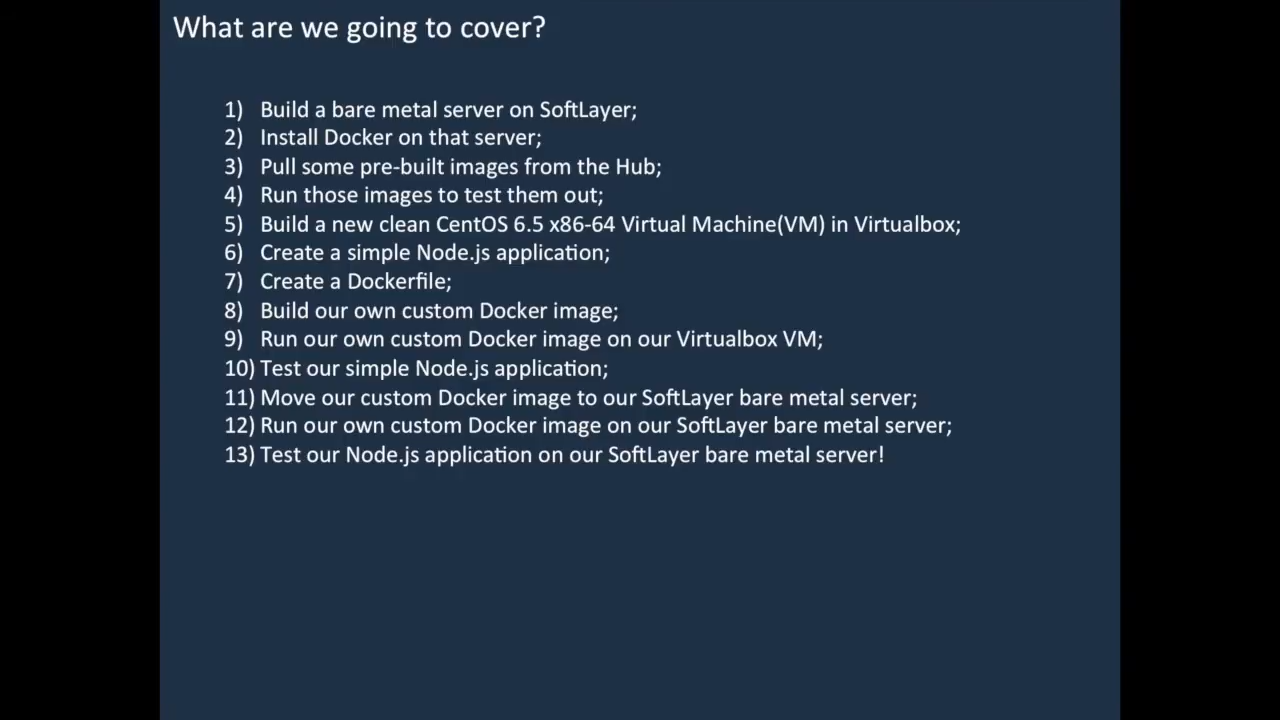 What are we going to cover?
1) Build a bare metal server on SoftLayer;
2) Install Docker on that server;
3) Pull some pre-built images from the Hub;
4) Run those images to test them out;
5) Build a new clean CentOS 6.5 x86-64 Virtual Machine(VM) in Virtualbox;
6) Create a simple Node.js application;
7) Create a Dockerfile;
8) Build our own custom Docker image;
9) Run our own custom Docker image on our Virtualbox VM;
10) Test our simple Node.js application;
11) Move our custom Docker image to our SoftLayer bare metal server;
12) Run our own custom Docker image on our SoftLayer bare metal server;
13) Test our Node.js application on our SoftLayer bare metal server!